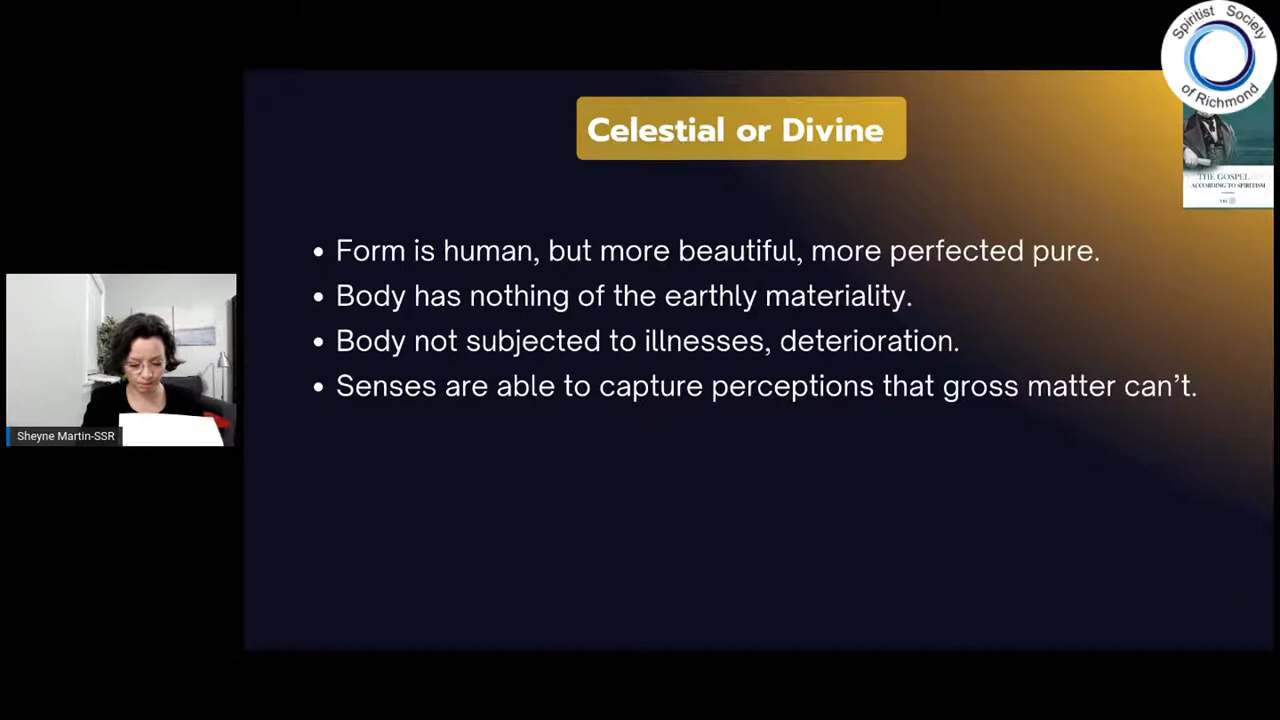 Spiritist Society
of Richmond
Celestial or Divine
THE GOSPEL
ACCORDING TO SPIRITISM
• Form is human, but more beautiful, more perfected pure.
• Body has nothing of the earthly materiality.
• Body not subjected to illnesses, deterioration.
• Senses are able to capture perceptions that gross matter can't.
Sheyne Martin-SSR